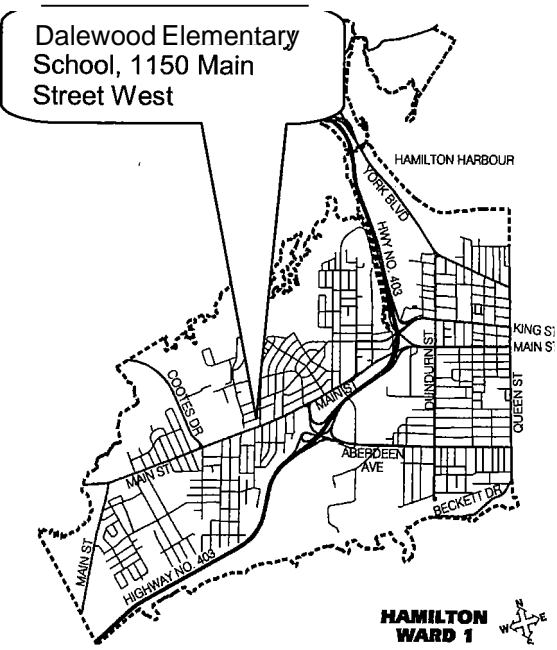 Dalewood Elementary
School, 1150 Main
Street West
HAMILTON HARBOUR
YORK BLVD
HWY NO. 403
KING ST
MAIN ST
DUNDURN ST
QUEEN ST
COOTES DR
MAIN ST
ABERDEEN
AVE
MAIN ST
BECKETT DR
MAIN ST
HIGHWAY NO. 403
HAMILTON
WARD 1
N
W E
S